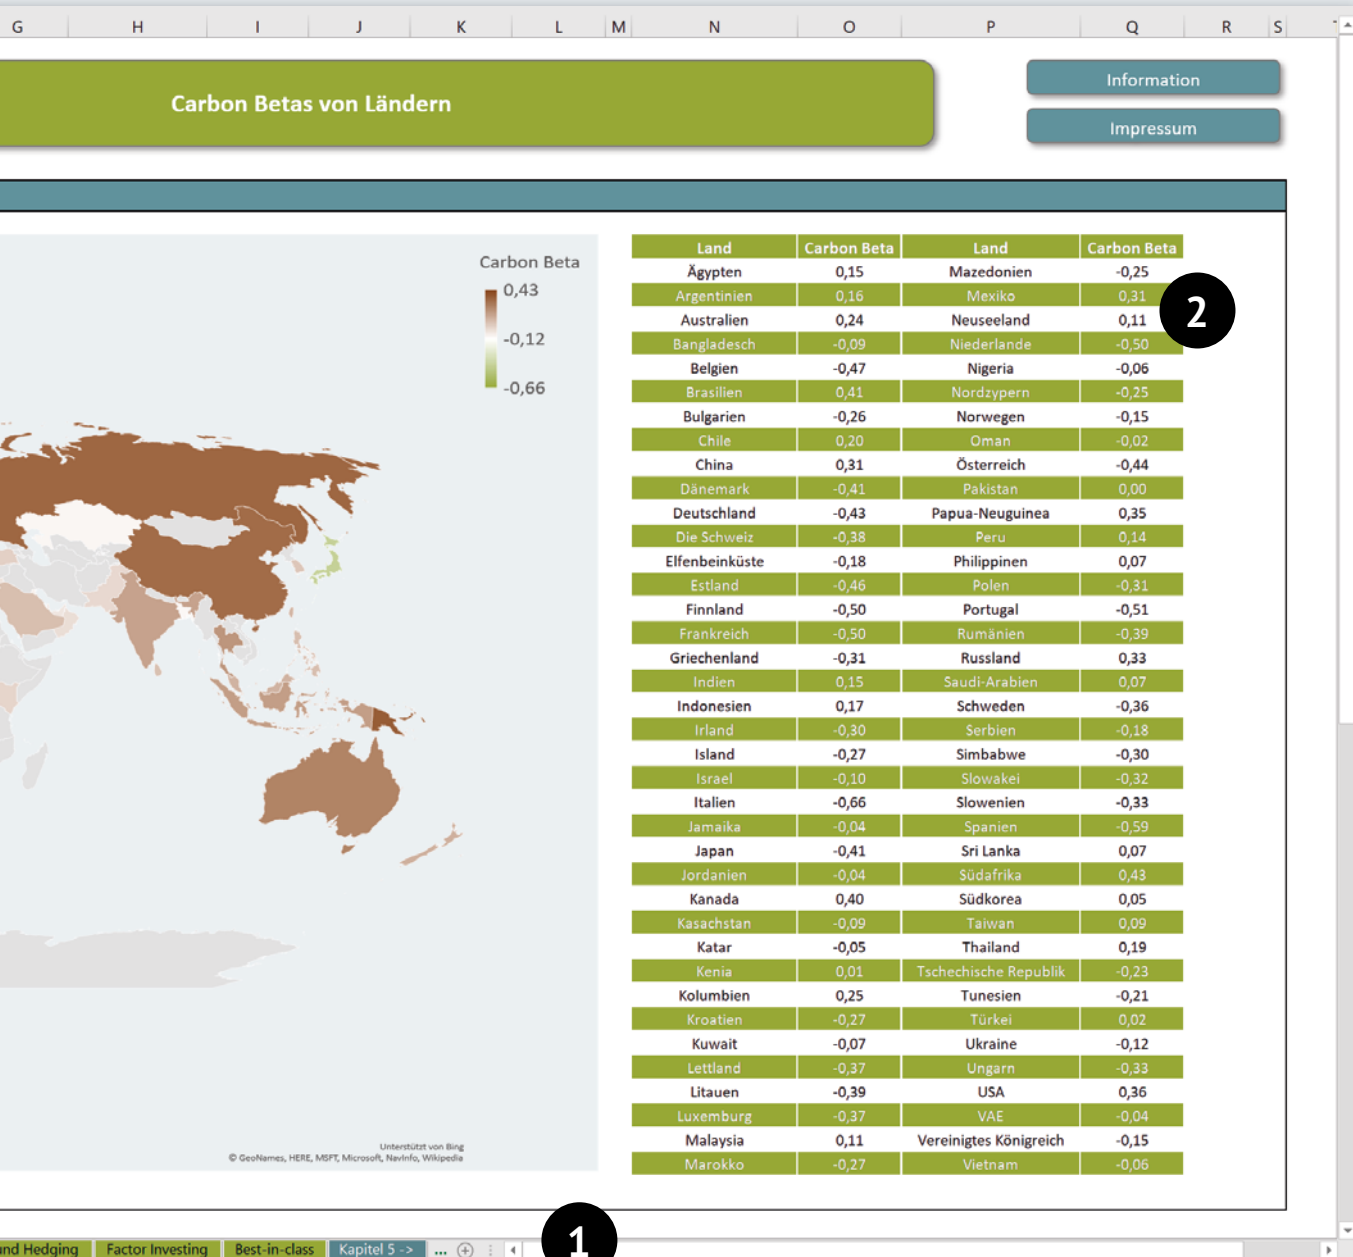 G H I J K L M N O P Q R S
Carbon Betas von Ländern
Information
Impressum
Carbon Beta
0,43
-0,12
-0,66
Land Carbon Beta Land Carbon Beta
Ägypten 0,15 Mazedonien -0,25
Argentinien 0,16 Mexiko 0,31
Australien 0,24 Neuseeland 0,11
2
Bangladesch -0,09 Niederlande -0,50
Belgien -0,47 Nigeria -0,06
Brasilien 0,41 Nordzypern -0,25
Bulgarien -0,26 Norwegen -0,15
Chile 0,20 Oman -0,02
China 0,31 Österreich -0,44
Dänemark -0,41 Pakistan 0,00
Deutschland -0,43 Papua-Neuguinea 0,35
Die Schweiz -0,38 Peru 0,14
Elfenbeinküste -0,18 Philippinen 0,07
Estland -0,46 Polen -0,31
Finnland -0,50 Portugal -0,51
Frankreich -0,50 Rumänien -0,39
Griechenland -0,31 Russland 0,33
Indien 0,15 Saudi-Arabien 0,07
Indonesien 0,17 Schweden -0,36
Irland -0,30 Serbien -0,18
Island -0,27 Simbabwe -0,30
Israel -0,10 Slowakei -0,32
Italien -0,66 Slowenien -0,33
Jamaika -0,04 Spanien -0,59
Japan -0,41 Sri Lanka 0,07
Jordanien -0,04 Südafrika 0,43
Kanada 0,40 Südkorea 0,05
Kasachstan -0,09 Taiwan 0,09
Katar -0,05 Thailand 0,19
Kenia 0,01 Tschechische Republik -0,23
Kolumbien 0,25 Tunesien -0,21
Kroatien -0,27 Türkei 0,02
Kuwait -0,07 Ukraine -0,12
Lettland -0,37 Ungarn -0,33
Litauen -0,39 USA 0,36
Luxemburg -0,37 VAE -0,04
Malaysia 0,11 Vereinigtes Königreich -0,15
Marokko -0,27 Vietnam -0,06
Unterstützt von Bing
© GeoNames, HERE, MSFT, Microsoft, NavInfo, Wikipedia
und Hedging Factor Investing Best-in-class Kapitel 5 -> ...
1